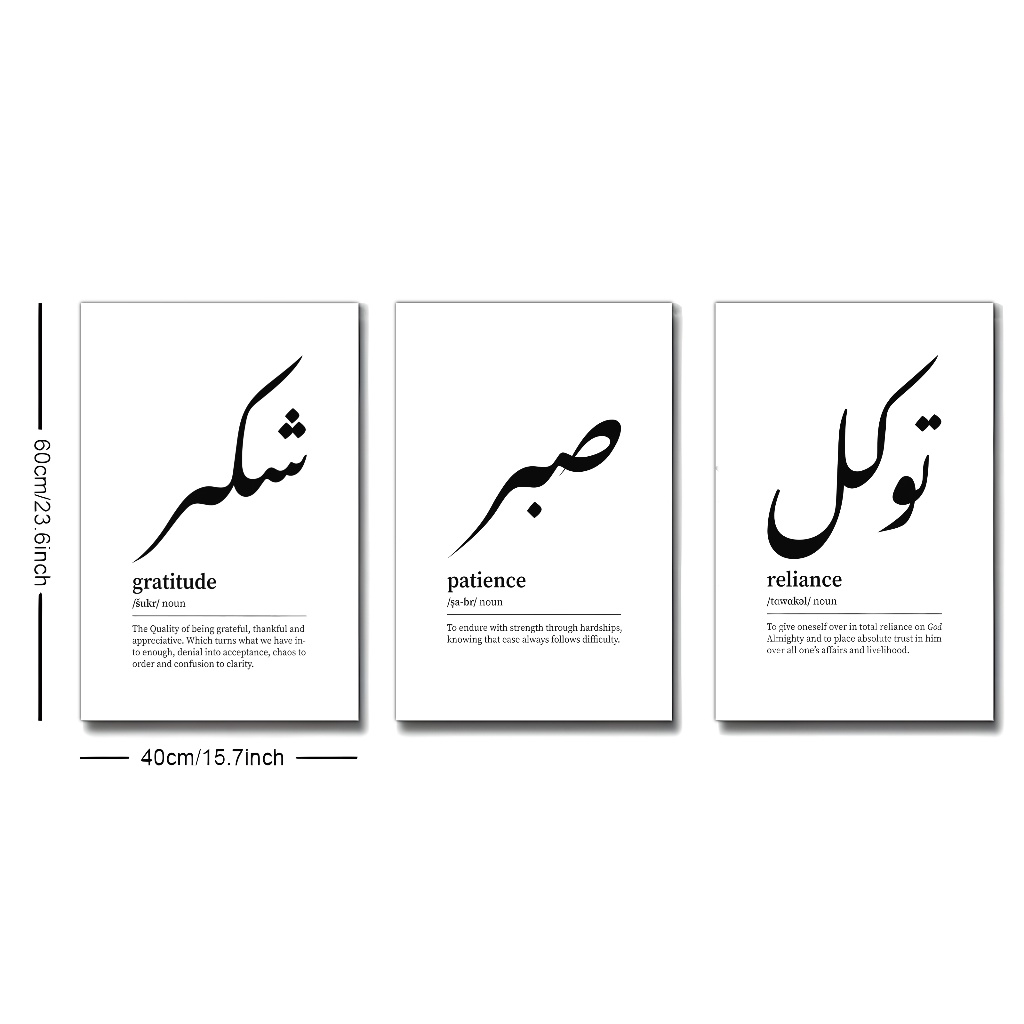 60cm/23.6inch
شكر
gratitude
/šukr/ noun
The Quality of being grateful, thankful and
appreciative. Which turns what we have in-
to enough, denial into acceptance, chaos to
order and confusion to clarity.
صبر
patience
/ṣa-br/ noun
To endure with strength through hardships,
knowing that ease always follows difficulty.
توكل
reliance
/tɑwɑkəl/ noun
To give oneself over in total reliance on God
Almighty and to place absolute trust in him
over all one's affairs and livelihood.
40cm/15.7inch